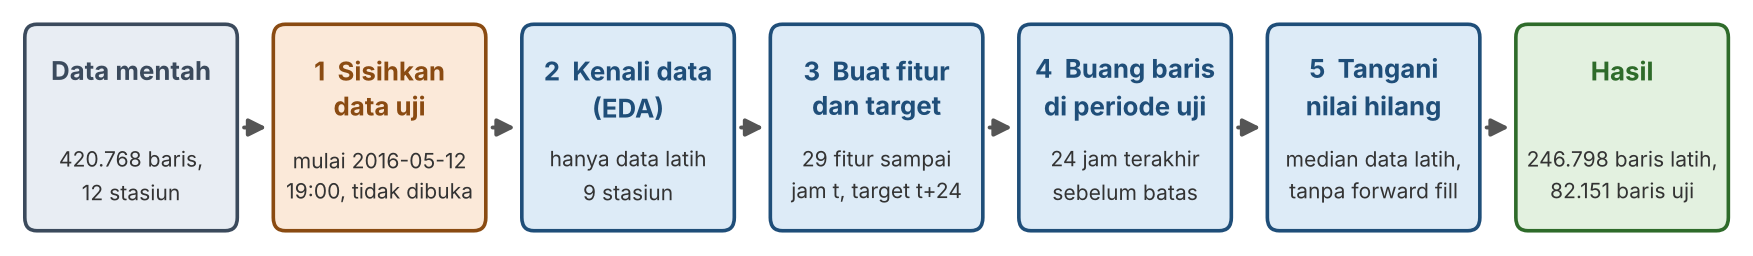 Data mentah
420.768 baris,
12 stasiun
1 Sisihkan
data uji
mulai 2016-05-12
19:00, tidak dibuka
2 Kenali data
(EDA)
hanya data latih
9 stasiun
3 Buat fitur
dan target
29 fitur sampai
jam t, target t+24
4 Buang baris
di periode uji
24 jam terakhir
sebelum batas
5 Tangani
nilai hilang
median data latih,
tanpa forward fill
Hasil
246.798 baris latih,
82.151 baris uji